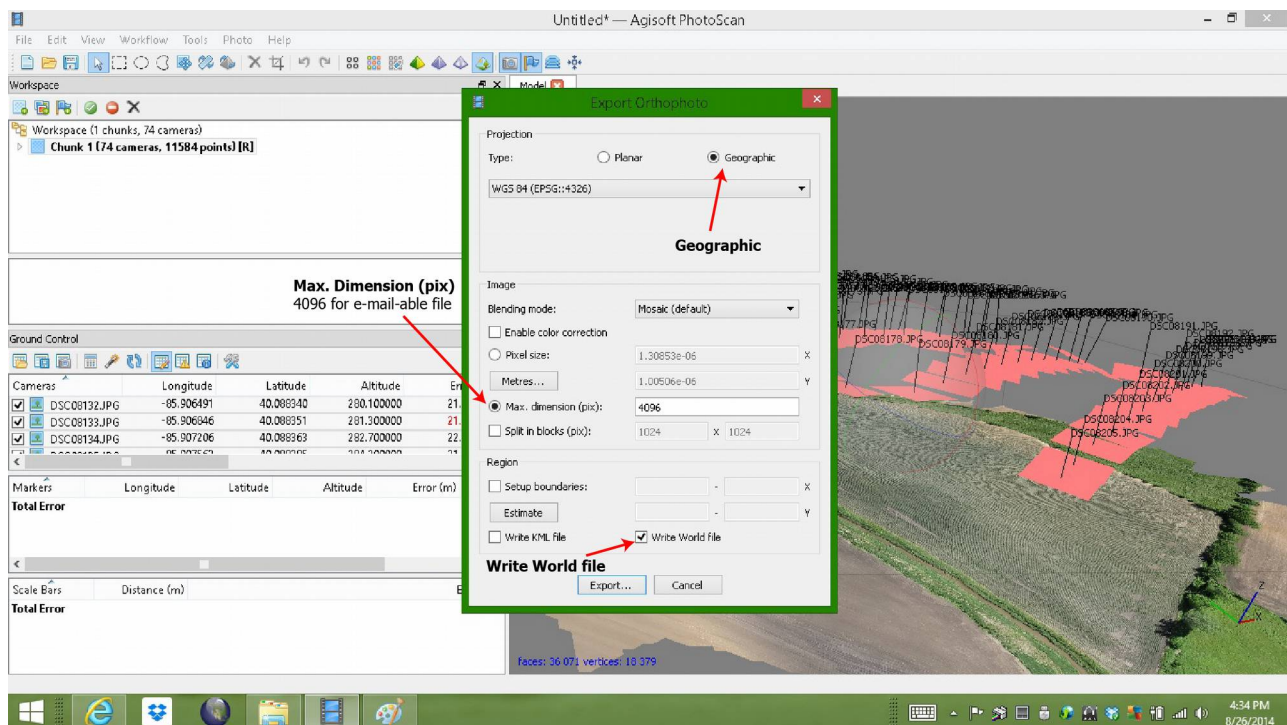 Untitled* — Agisoft PhotoScan
File Edit View Workflow Tools Photo Help
Workspace
Model
Workspace (1 chunks, 74 cameras)
Chunk 1 (74 cameras, 11584 points) [R]
Export Orthophoto
Projection
Type: Planar Geographic
WGS 84 (EPSG::4326)
Geographic
Max. Dimension (pix)
4096 for e-mail-able file
Image
Blending mode: Mosaic (default)
Enable color correction
Pixel size: 1.30853e-06 X
Metres... 1.00506e-06 Y
Max. dimension (pix): 4096
Split in blocks (pix): 1024 x 1024
Region
Setup boundaries: - X
Estimate - Y
Write KML file Write World file
Write World file
Export... Cancel
Ground Control
Cameras Longitude Latitude Altitude
DSC08132.JPG -85.906491 40.088340 280.100000 21.
DSC08133.JPG -85.906846 40.088351 281.300000 21.
DSC08134.JPG -85.907206 40.088363 282.700000 22.
Markers Longitude Latitude Altitude Error (m)
Total Error
Scale Bars Distance (m)
Total Error
DSC08178.JPG
DSC08179.JPG
DSC08191.JPG
DSC08202.JPG
DSC08203.JPG
DSC08205.JPG
faces: 36 071 vertices: 18 379
Z
X
4:34 PM
8/26/2014